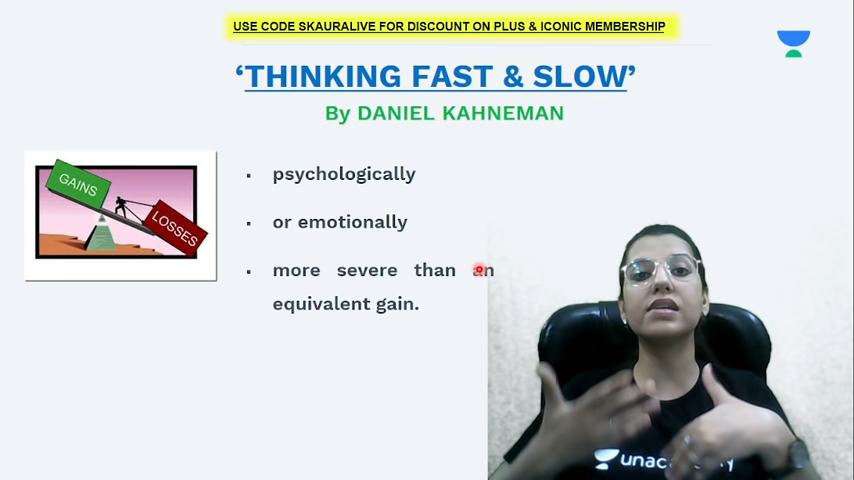 USE CODE SKAURALIVE FOR DISCOUNT ON PLUS & ICONIC MEMBERSHIP
‘THINKING FAST & SLOW’
By DANIEL KAHNEMAN
GAINS
LOSSES
▪ psychologically
▪ or emotionally
▪ more severe than an
equivalent gain.